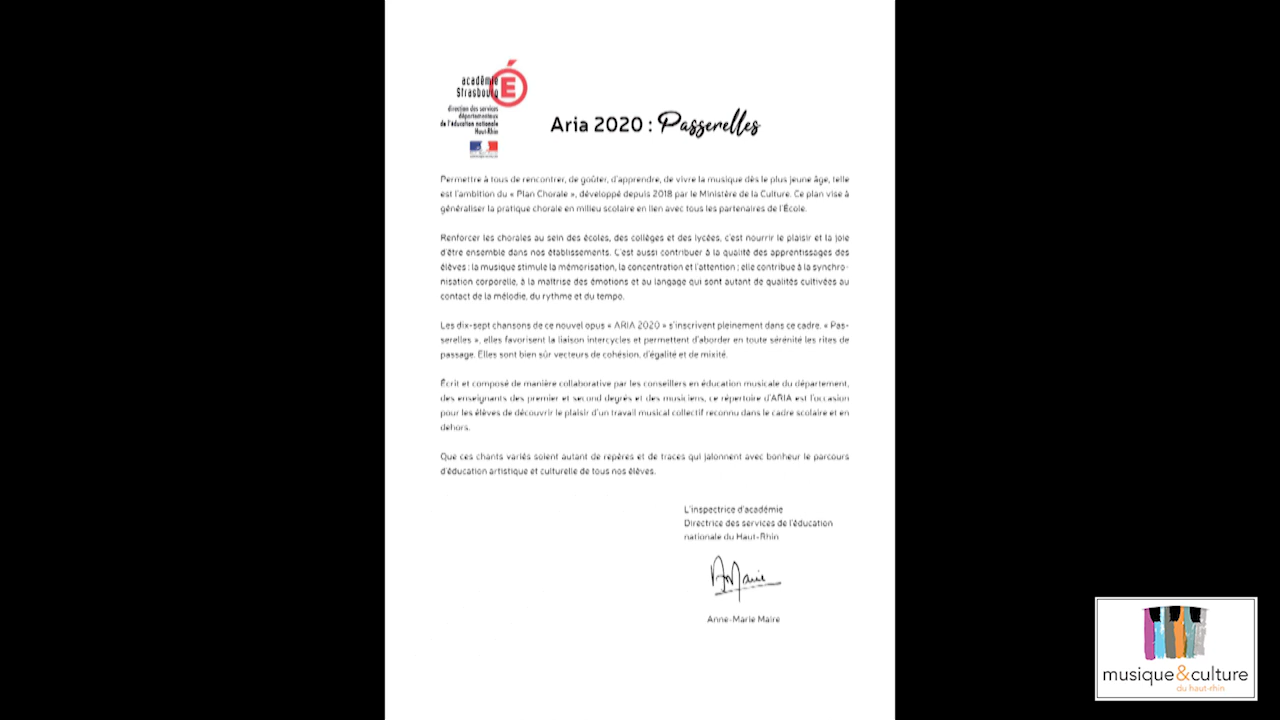 académie
Strasbourg
É
direction des services
départementaux
de l'éducation nationale
Haut-Rhin
Aria 2020 : Passerelles
Permettre à tous de rencontrer, de goûter, d'apprendre, de vivre la musique dès le plus jeune âge, telle
est l'ambition du « Plan Chorale », développé depuis 2018 par le Ministère de la Culture. Ce plan vise à
généraliser la pratique chorale en milieu scolaire en lien avec tous les partenaires de l'École.
Renforcer les chorales au sein des écoles, des collèges et des lycées, c'est nourrir le plaisir et la joie
d'être ensemble dans nos établissements. C'est aussi contribuer à la qualité des apprentissages des
élèves : la musique stimule la mémorisation, la concentration et l'attention ; elle contribue à la synchro-
nisation corporelle, à la maîtrise des émotions et au langage qui sont autant de qualités cultivées au
contact de la mélodie, du rythme et du tempo.
Les dix-sept chansons de ce nouvel opus « ARIA 2020 » s'inscrivent pleinement dans ce cadre. « Pas-
serelles », elles favorisent la liaison intercycles et permettent d'aborder en toute sérénité les rites de
passage. Elles sont bien sûr vecteurs de cohésion, d'égalité et de mixité.
Écrit et composé de manière collaborative par les conseillers en éducation musicale du département,
des enseignants des premier et second degrés et des musiciens, ce répertoire d'ARIA est l'occasion
pour les élèves de découvrir le plaisir d'un travail musical collectif reconnu dans le cadre scolaire et en
dehors.
Que ces chants variés soient autant de repères et de traces qui jalonnent avec bonheur le parcours
d'éducation artistique et culturelle de tous nos élèves.
L'inspectrice d'académie
Directrice des services de l'éducation
nationale du Haut-Rhin
Anne-Marie Maire
musique&culture
du haut-rhin